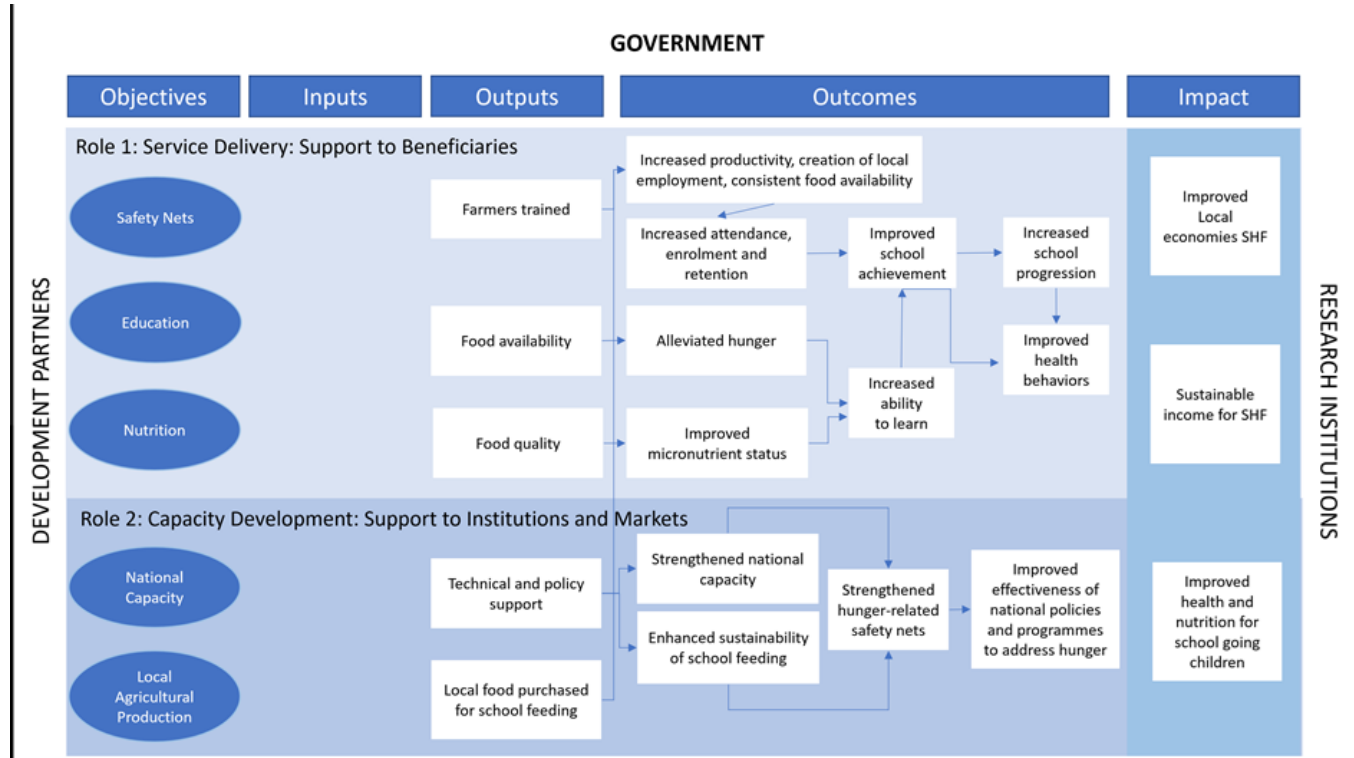 GOVERNMENT
Objectives
Inputs
Outputs
Outcomes
Impact
DEVELOPMENT PARTNERS
RESEARCH INSTITUTIONS
Role 1: Service Delivery: Support to Beneficiaries
Safety Nets
Education
Nutrition
Farmers trained
Food availability
Food quality
Increased productivity, creation of local
employment, consistent food availability
Increased attendance,
enrolment and
retention
Improved
school
achievement
Increased
school
progression
Alleviated hunger
Improved
micronutrient status
Increased
ability
to learn
Improved
health
behaviors
Improved
Local
economies SHF
Sustainable
income for SHF
Role 2: Capacity Development: Support to Institutions and Markets
National
Capacity
Local
Agricultural
Production
Technical and policy
support
Local food purchased
for school feeding
Strengthened national
capacity
Enhanced sustainability
of school feeding
Strengthened
hunger-related
safety nets
Improved
effectiveness of
national policies
and programmes
to address hunger
Improved
health and
nutrition for
school going
children